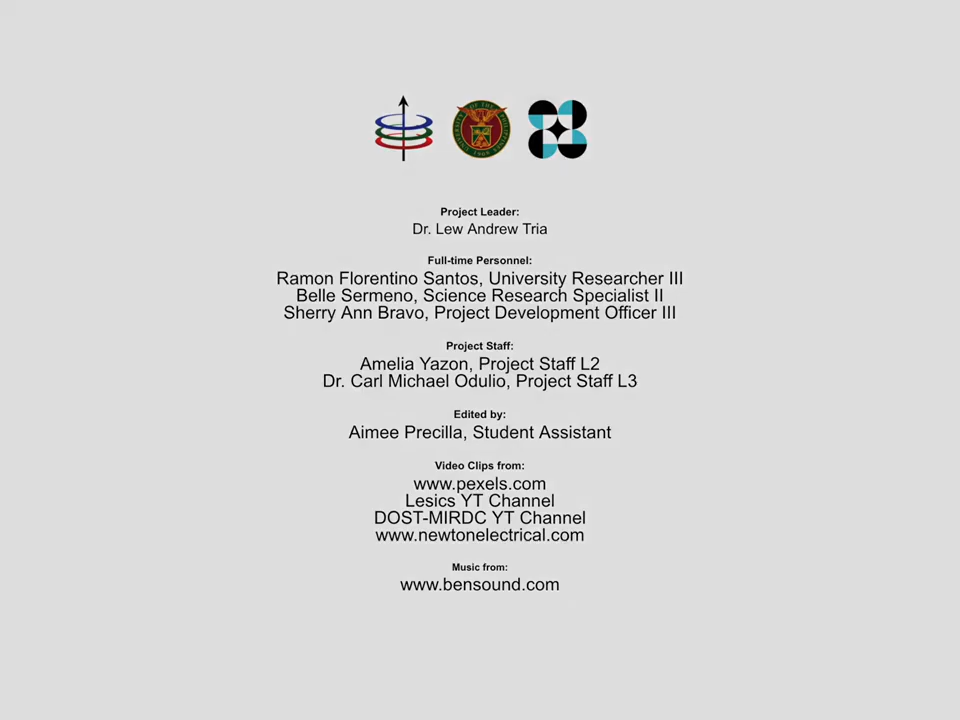 Project Leader:
Dr. Lew Andrew Tria
Full-time Personnel:
Ramon Florentino Santos, University Researcher III
Belle Sermeno, Science Research Specialist II
Sherry Ann Bravo, Project Development Officer III
Project Staff:
Amelia Yazon, Project Staff L2
Dr. Carl Michael Odulio, Project Staff L3
Edited by:
Aimee Precilla, Student Assistant
Video Clips from:
www.pexels.com
Lesics YT Channel
DOST-MIRDC YT Channel
www.newtonelectrical.com
Music from:
www.bensound.com